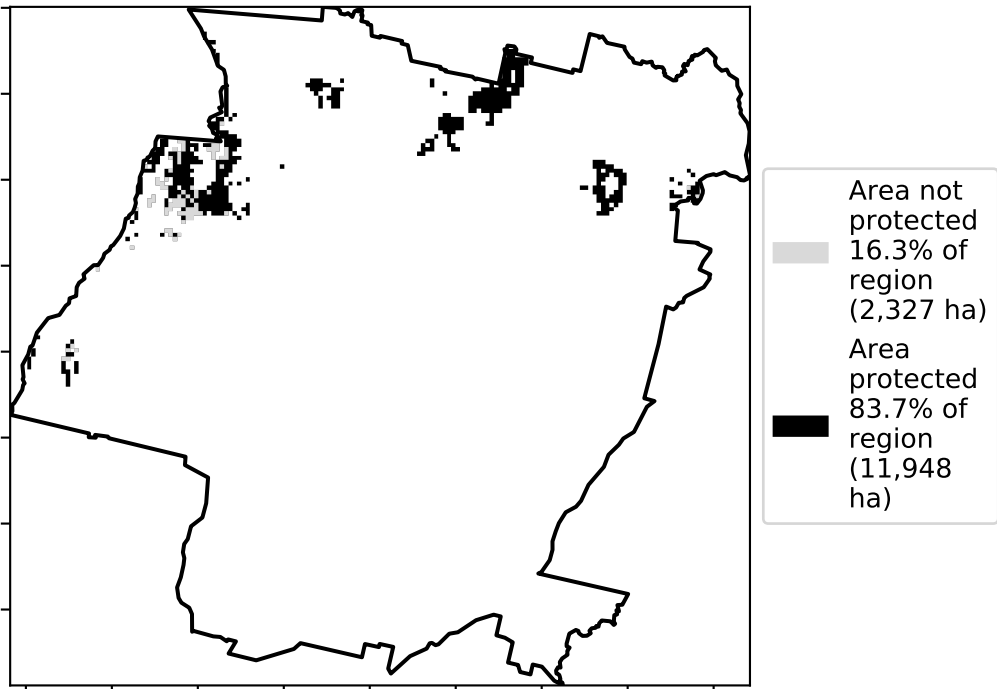 Area not
protected
16.3% of
region
(2,327 ha)
Area
protected
83.7% of
region
(11,948
ha)